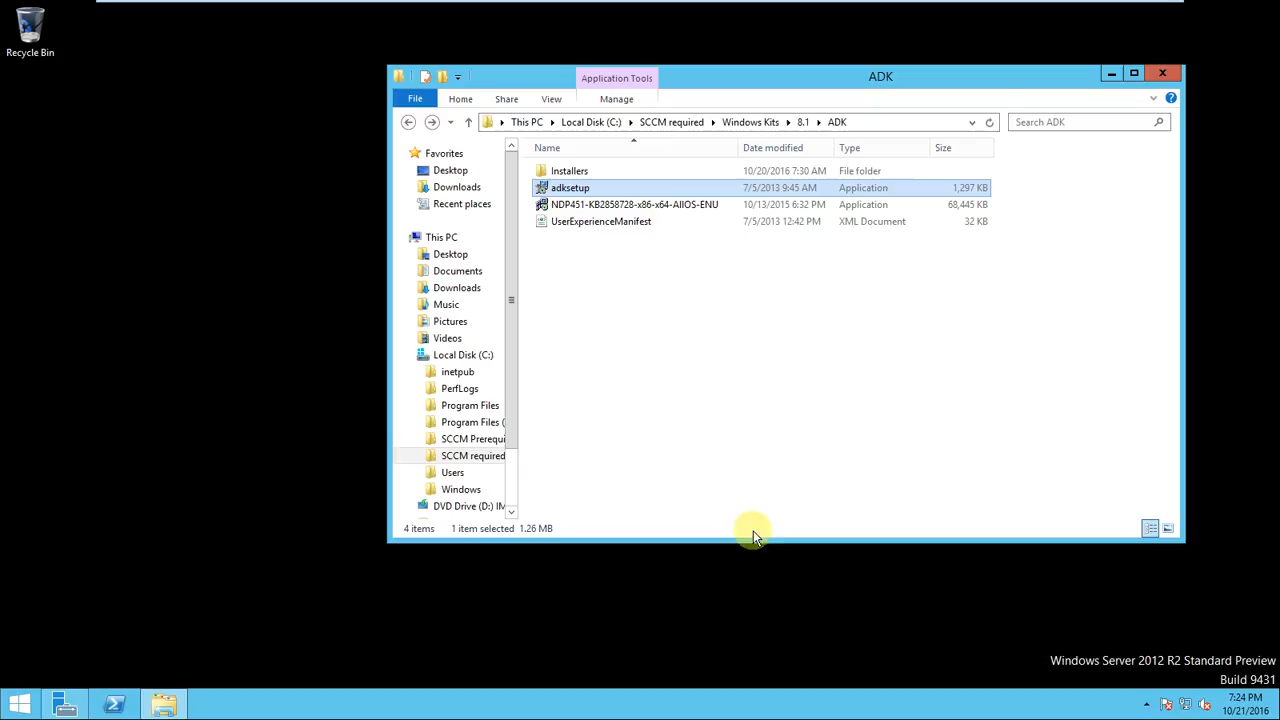 Recycle Bin
Application Tools
ADK
File
Home
Share
View
Manage
This PC
Local Disk (C:)
SCCM required
Windows Kits
8.1
ADK
Search ADK
Name
Date modified
Type
Size
Installers
10/20/2016 7:30 AM
File folder
adksetup
7/5/2013 9:45 AM
Application
1,297 KB
NDP451-KB2858728-x86-x64-AllOS-ENU
10/13/2015 6:32 PM
Application
68,445 KB
UserExperienceManifest
7/5/2013 12:42 PM
XML Document
32 KB
Favorites
Desktop
Downloads
Recent places
This PC
Desktop
Documents
Downloads
Music
Pictures
Videos
Local Disk (C:)
inetpub
PerfLogs
Program Files
Program Files (
SCCM Prerequi
SCCM required
Users
Windows
DVD Drive (D:) IM
4 items
1 item selected
1.26 MB
Windows Server 2012 R2 Standard Preview
Build 9431
7:24 PM
10/21/2016